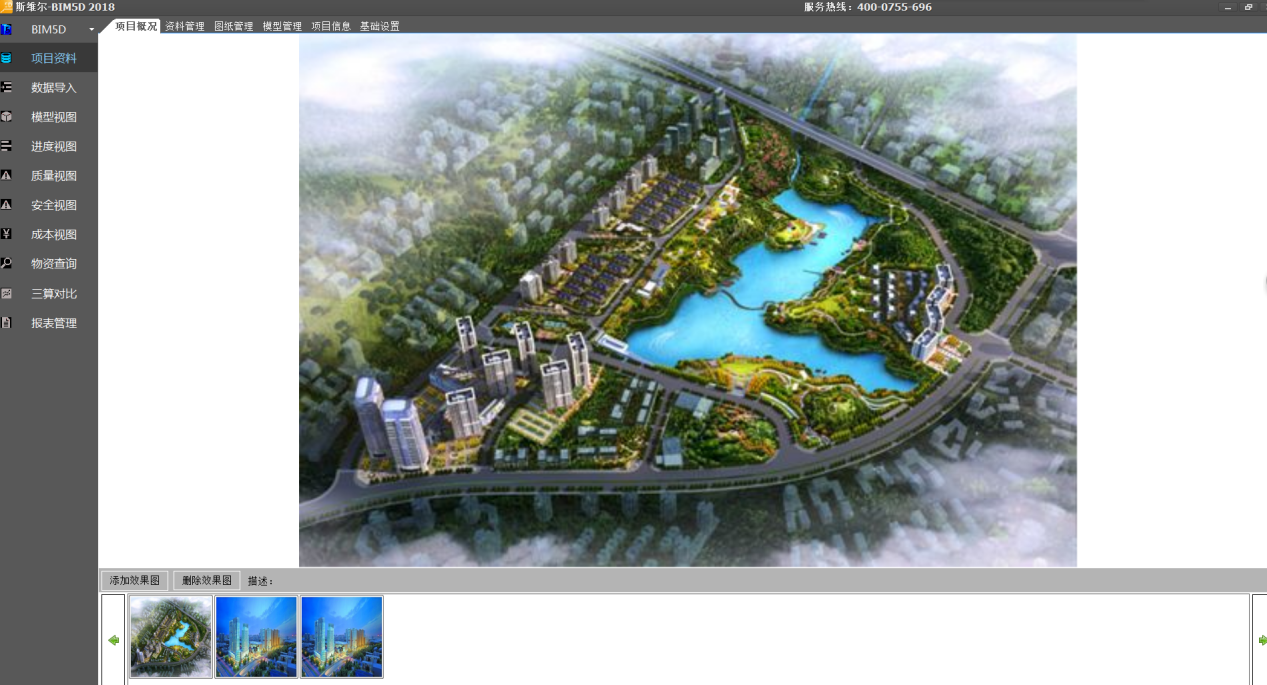 斯维尔-BIM5D 2018
服务热线：400-0755-696
BIM5D
项目概况 资料管理 图纸管理 模型管理 项目信息 基础设置
项目资料
数据导入
模型视图
进度视图
质量视图
安全视图
成本视图
物资查询
三算对比
报表管理
添加效果图 删除效果图 描述：